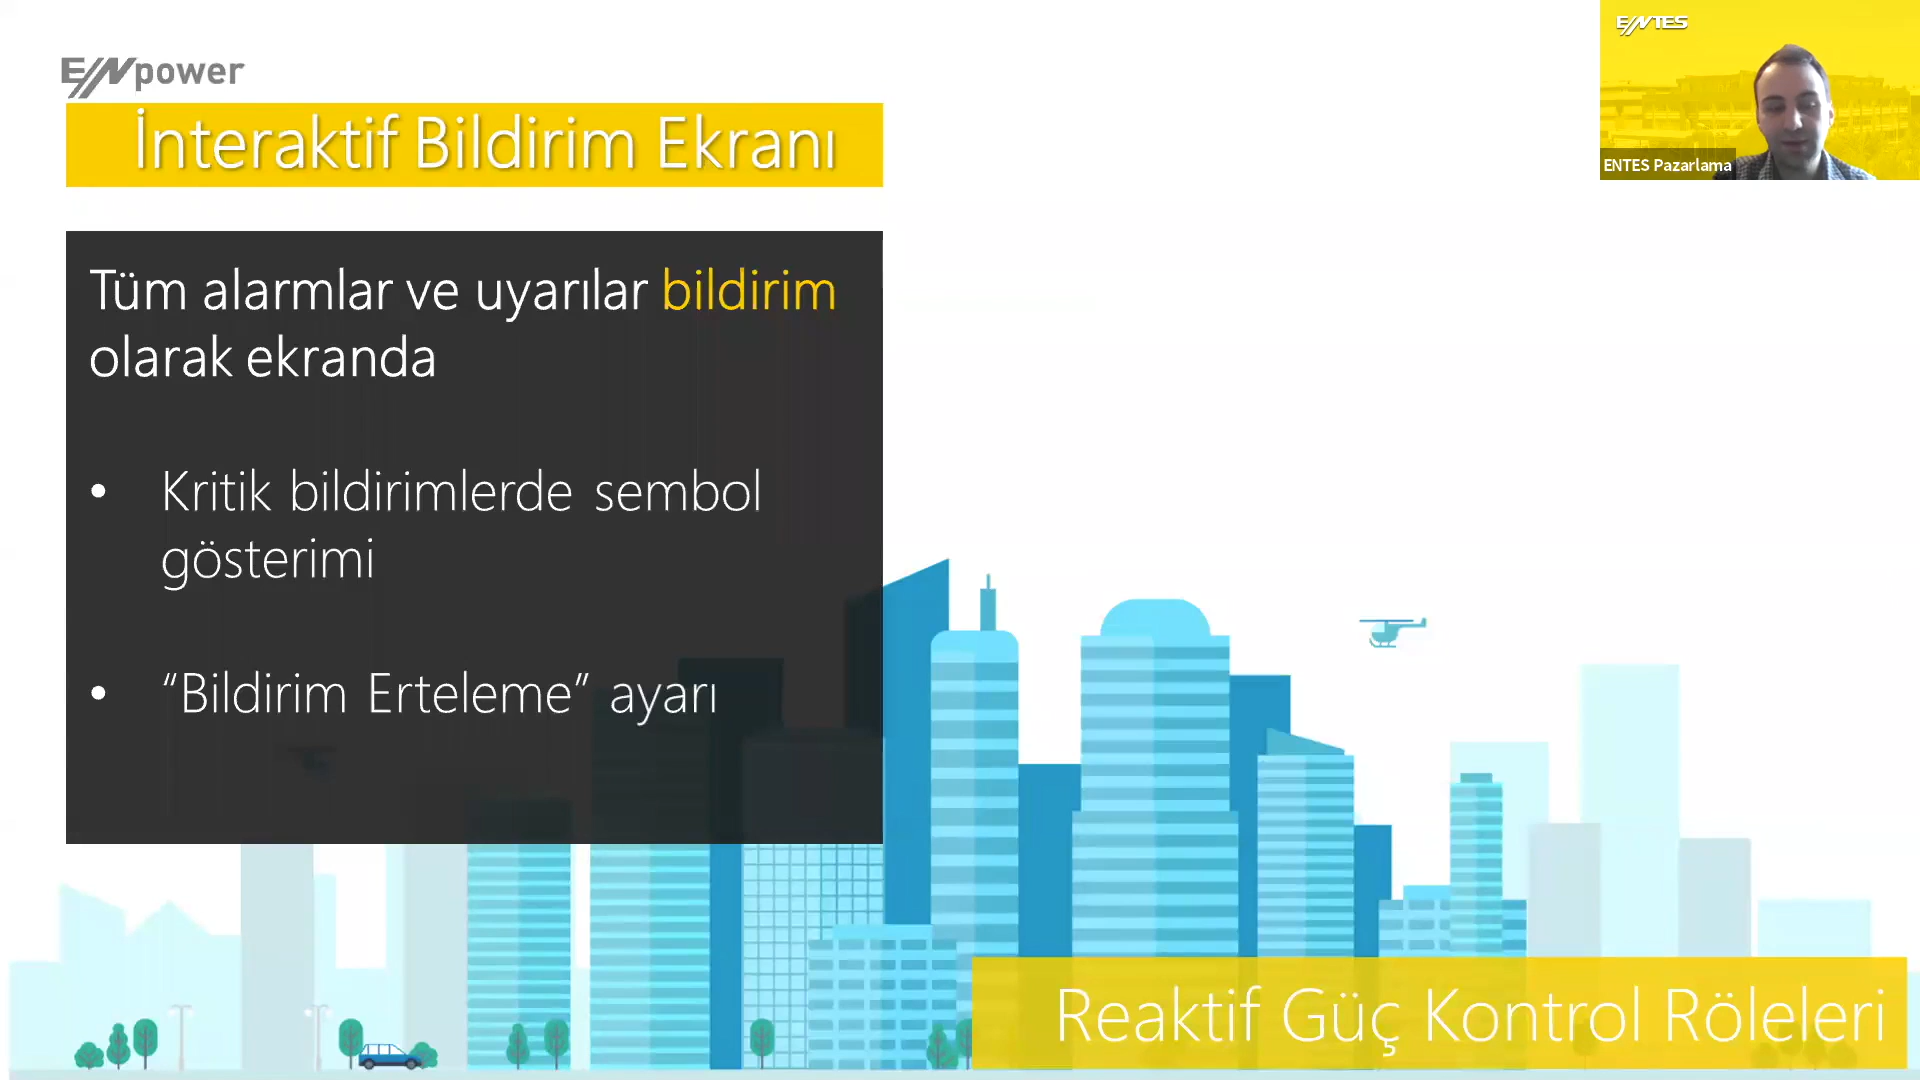 ENpower
İnteraktif Bildirim Ekranı
Tüm alarmlar ve uyarılar bildirim
olarak ekranda
• Kritik bildirimlerde sembol
gösterimi
• “Bildirim Erteleme” ayarı
Reaktif Güç Kontrol Röleleri
ENTES
ENTES Pazarlama